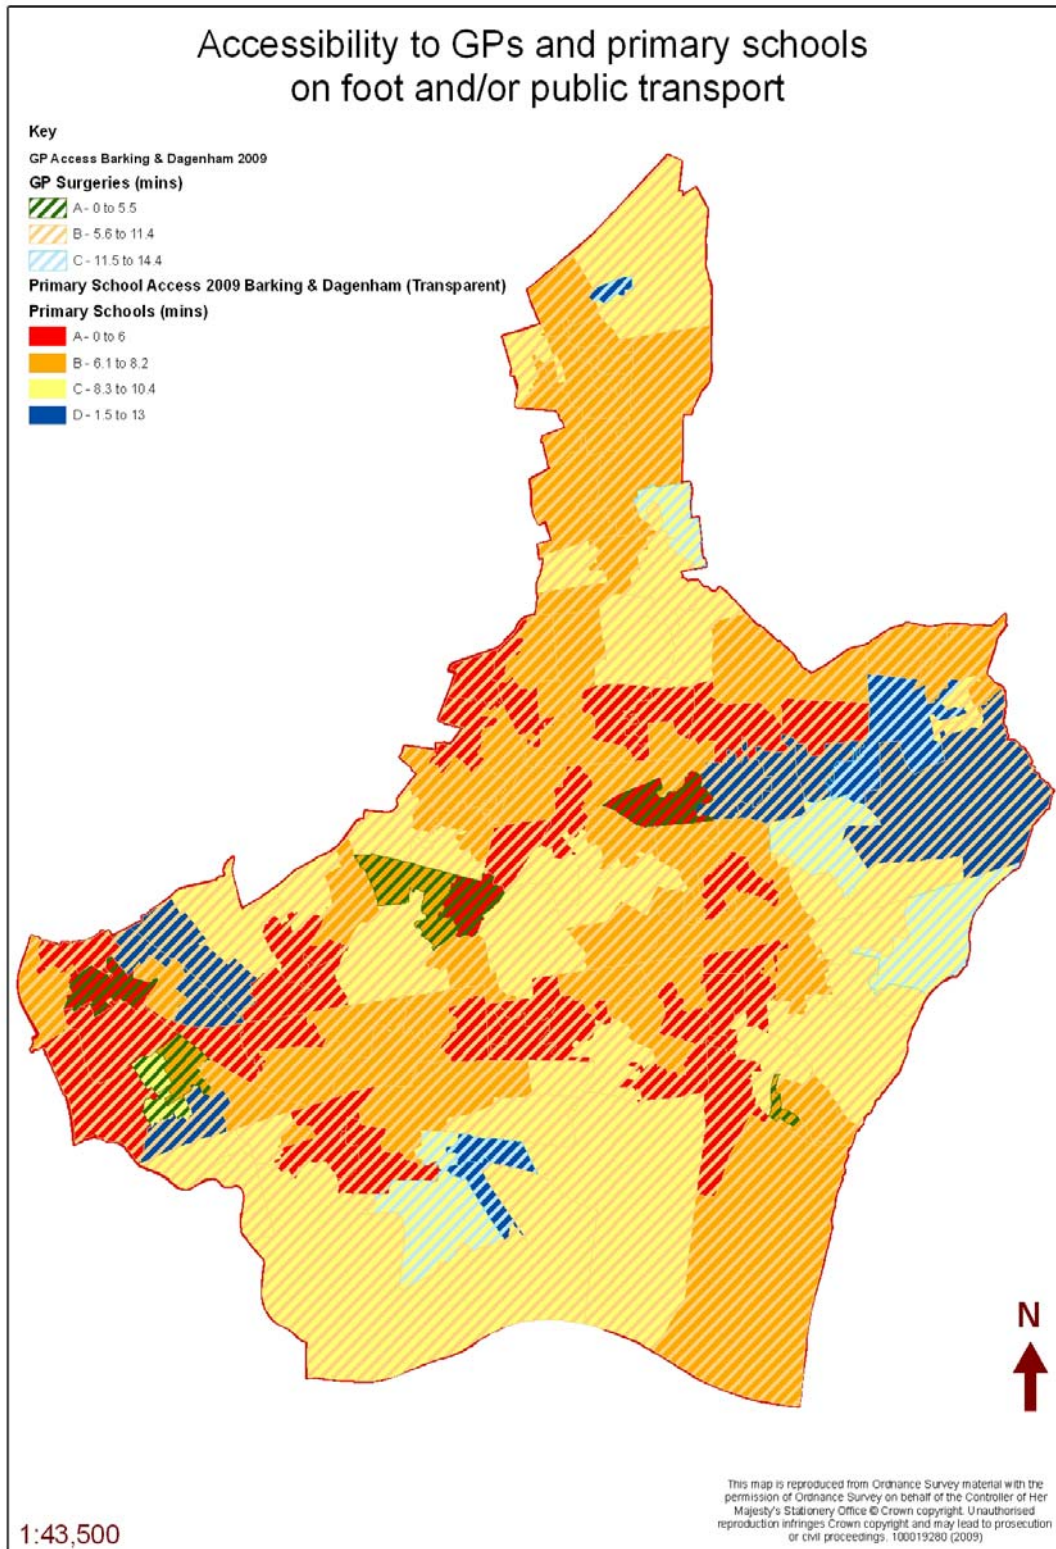 Accessibility to GPs and primary schools
on foot and/or public transport
Key
GP Access Barking & Dagenham 2009
GP Surgeries (mins)
A - 0 to 5.5
B - 5.6 to 11.4
C - 11.5 to 14.4
Primary School Access 2009 Barking & Dagenham (Transparent)
Primary Schools (mins)
A - 0 to 6
B - 6.1 to 8.2
C - 8.3 to 10.4
D - 1.5 to 13
N
This map is reproduced from Ordnance Survey material with the
permission of Ordnance Survey on behalf of the Controller of Her
Majesty's Stationery Office © Crown copyright. Unauthorised
reproduction infringes Crown copyright and may lead to prosecution
or civil proceedings. 100019280 (2009)
1:43,500